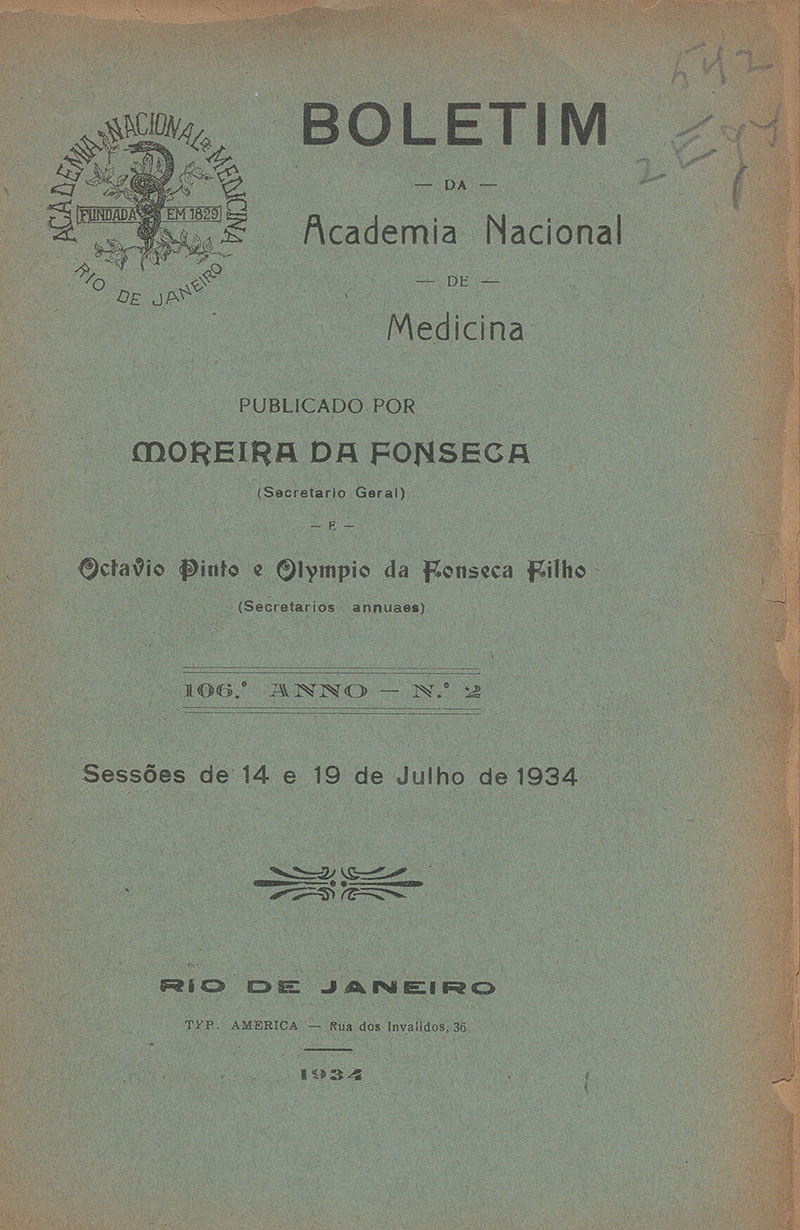 ACADEMIA NACIONAL DE MEDICINA
FUNDADA EM 1829
RIO DE JANEIRO
BOLETIM
— DA —
Academia Nacional
— DE —
Medicina
PUBLICADO POR
MOREIRA DA FONSECA
(Secretario Geral)
— E —
Octavio Pinto e Olympio da Fonseca Filho
(Secretarios annuaes)
106.º ANNO — N.º 2
Sessões de 14 e 19 de Julho de 1934
RIO DE JANEIRO
TYP. AMERICA — Rua dos Invalidos, 36
1934